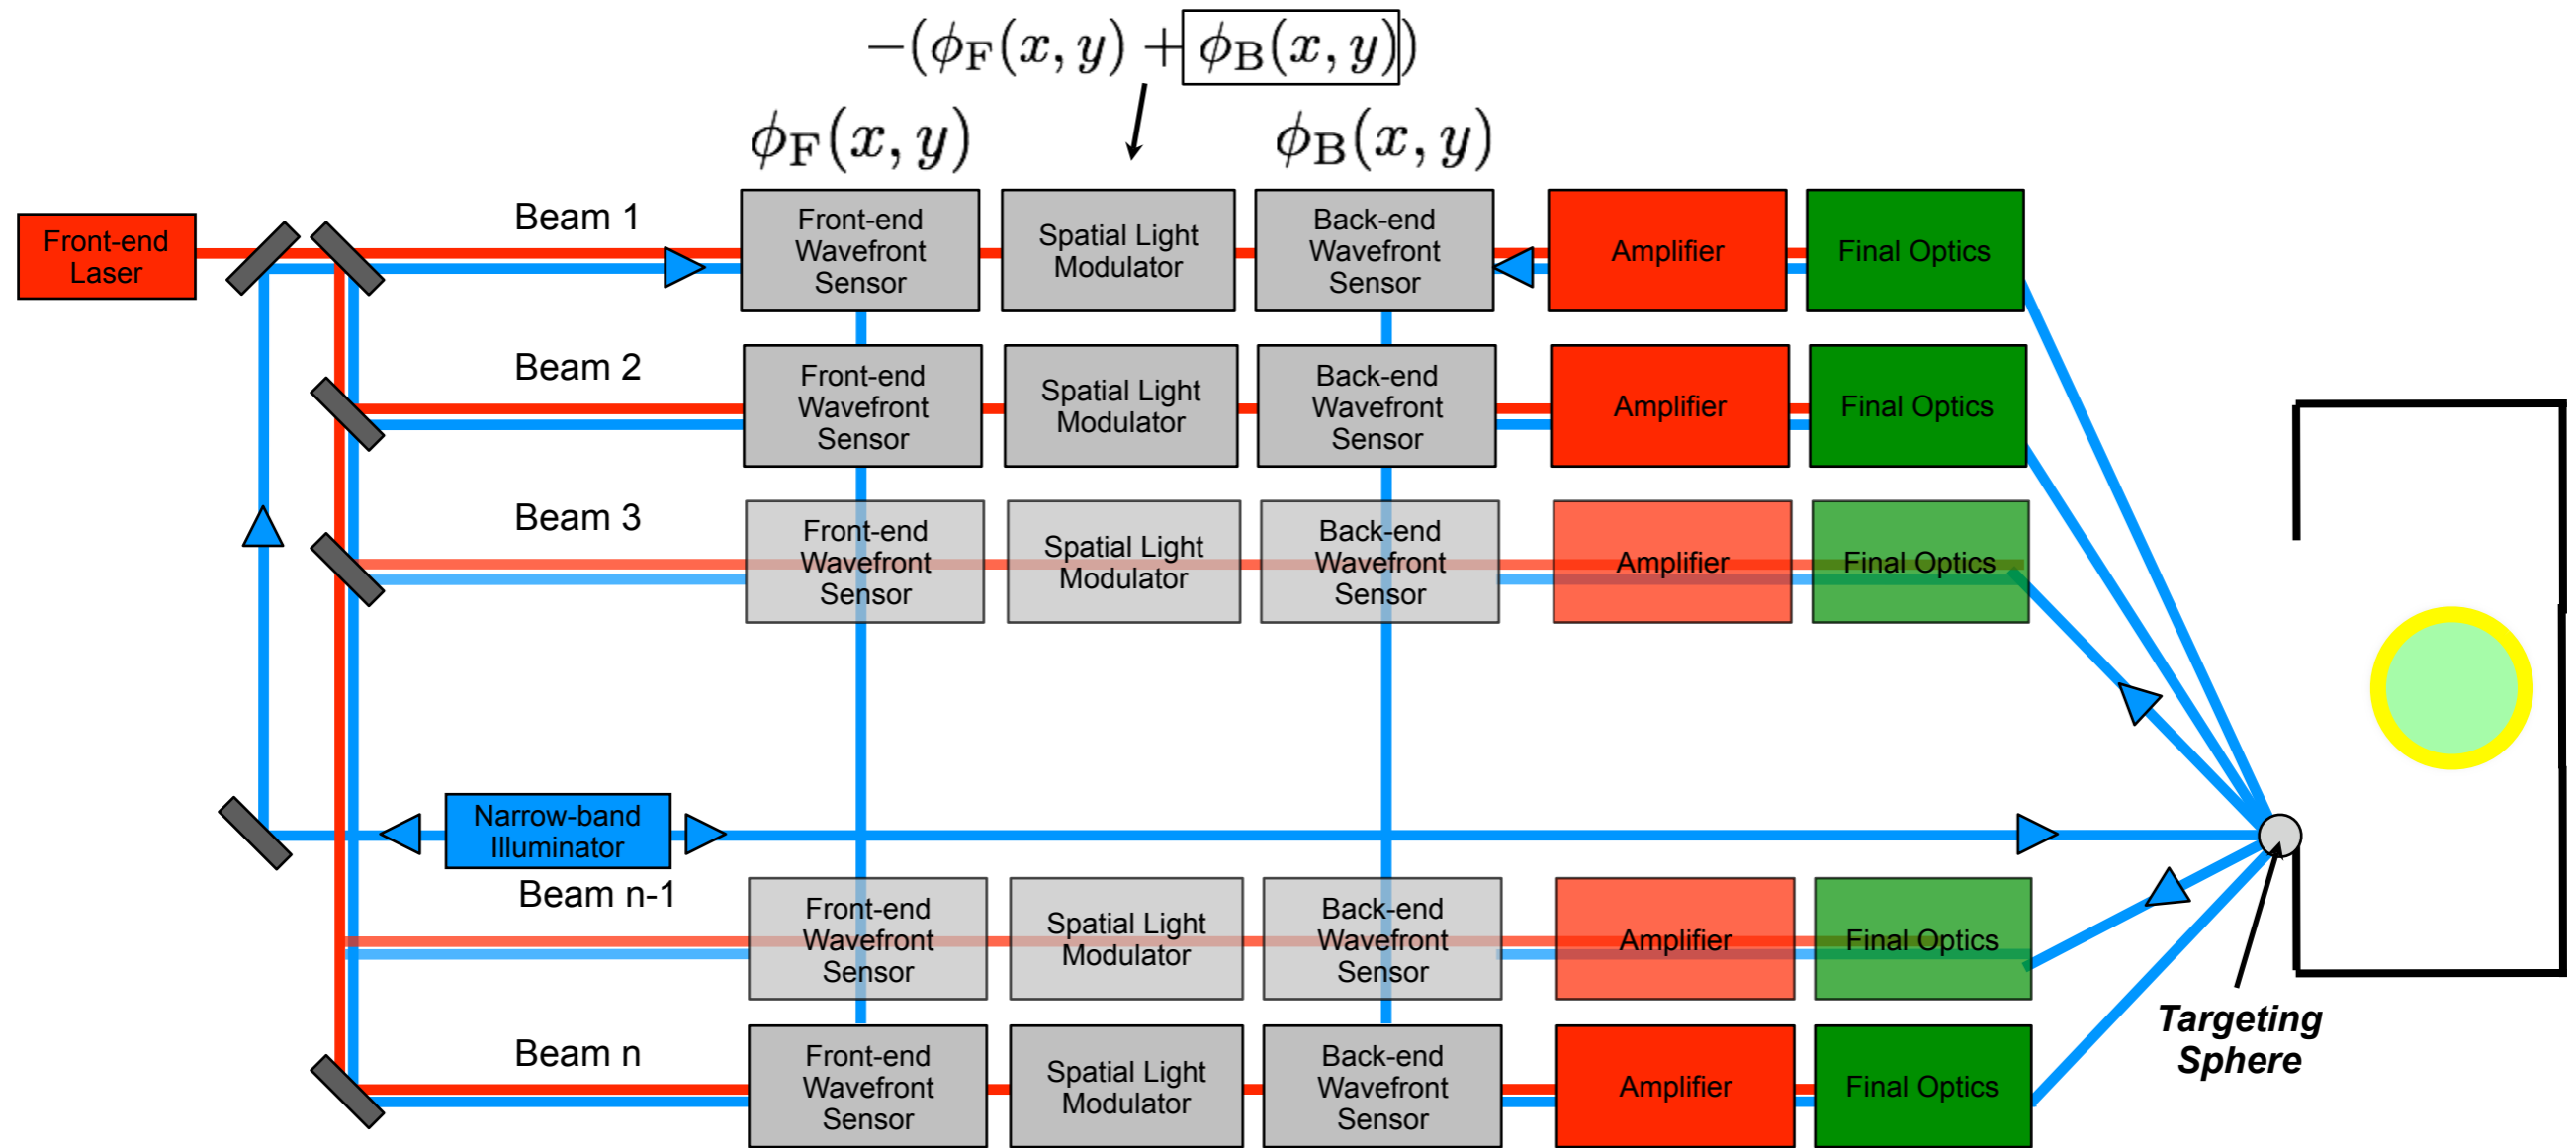 −(ϕF(x, y) + ϕB(x, y))
ϕF(x, y)
ϕB(x, y)
Front-end
Laser
Beam 1
Front-end
Wavefront
Sensor
Spatial Light
Modulator
Back-end
Wavefront
Sensor
Amplifier
Final Optics
Beam 2
Front-end
Wavefront
Sensor
Spatial Light
Modulator
Back-end
Wavefront
Sensor
Amplifier
Final Optics
Beam 3
Front-end
Wavefront
Sensor
Spatial Light
Modulator
Back-end
Wavefront
Sensor
Amplifier
Final Optics
Narrow-band
Illuminator
Beam n-1
Front-end
Wavefront
Sensor
Spatial Light
Modulator
Back-end
Wavefront
Sensor
Amplifier
Final Optics
Targeting
Sphere
Beam n
Front-end
Wavefront
Sensor
Spatial Light
Modulator
Back-end
Wavefront
Sensor
Amplifier
Final Optics